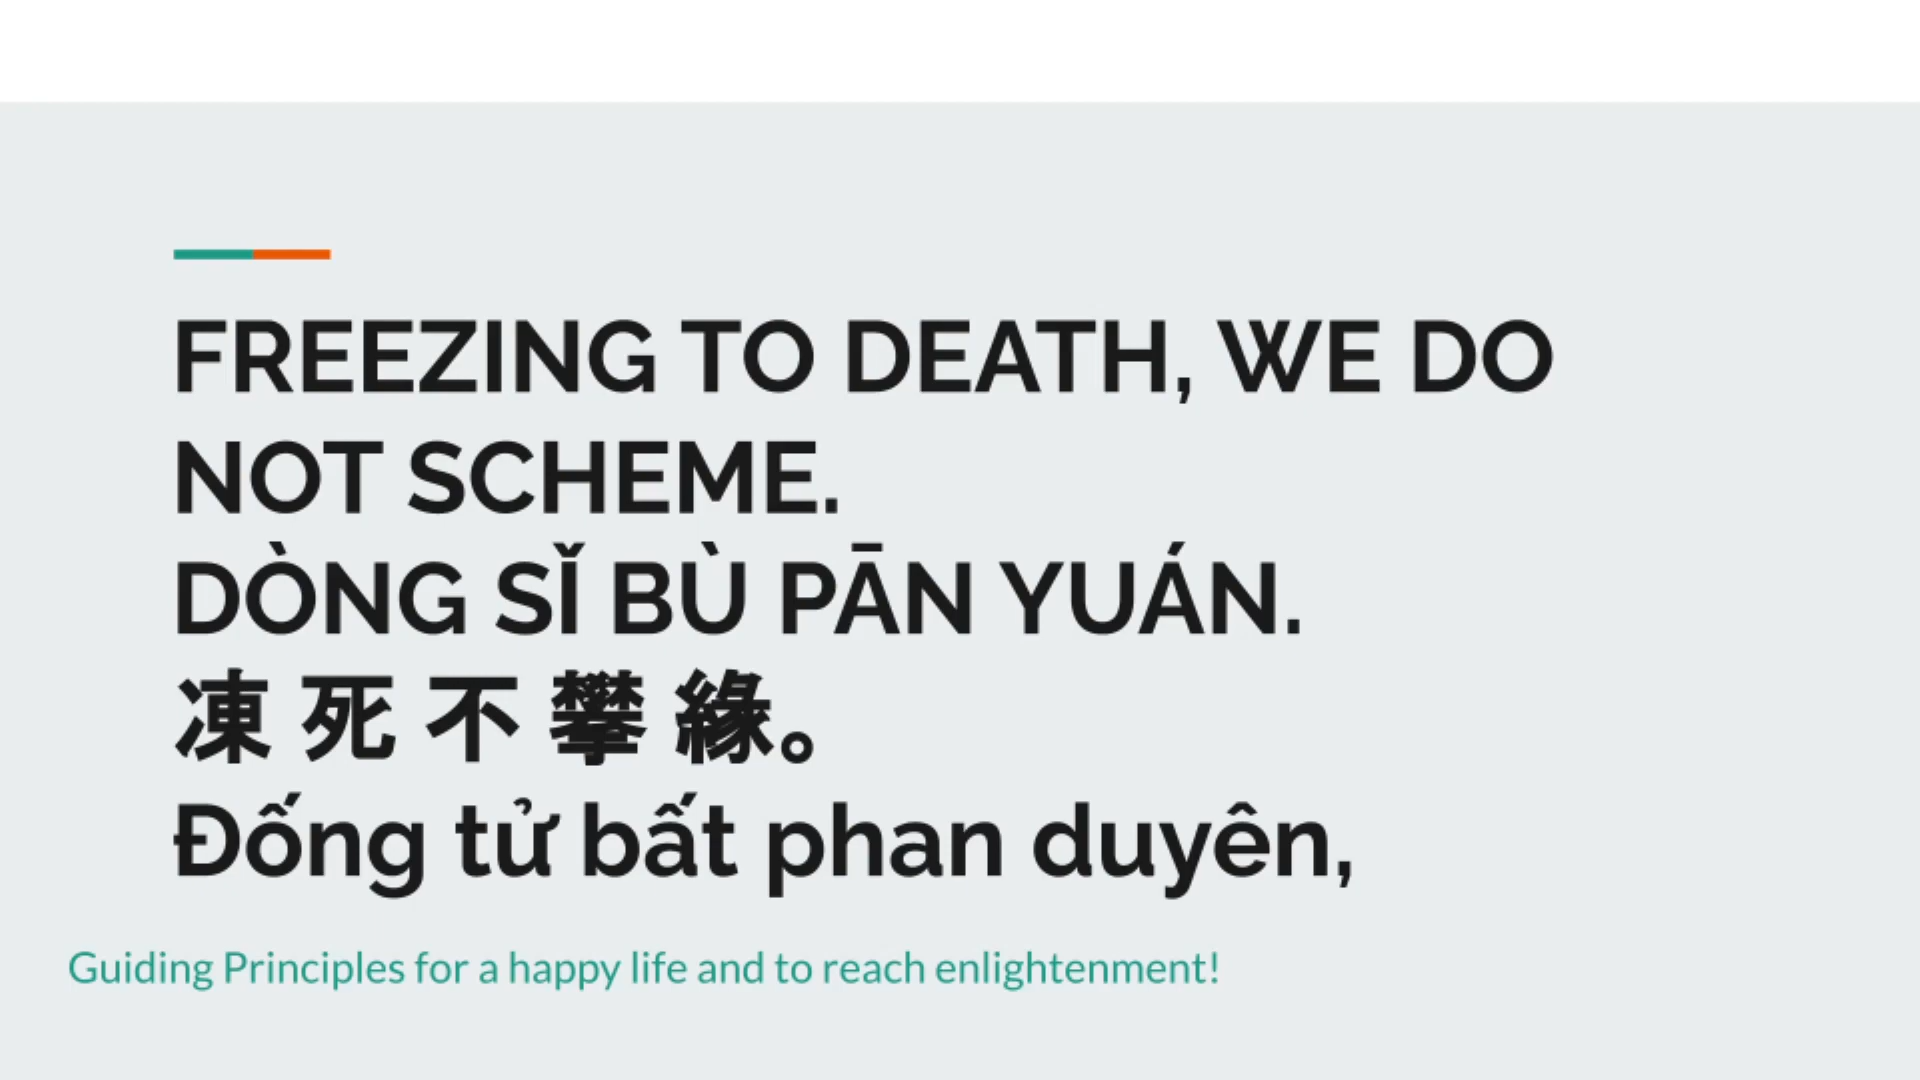 FREEZING TO DEATH, WE DO
NOT SCHEME.
DÒNG SǏ BÙ PĀN YUÁN.
凍 死 不 攀 緣。
Đống tử bất phan duyên,
Guiding Principles for a happy life and to reach enlightenment!